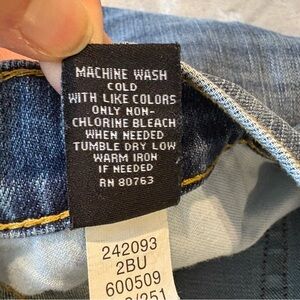 MACHINE WASH
COLD
WITH LIKE COLORS
ONLY NON-
CHLORINE BLEACH
WHEN NEEDED
TUMBLE DRY LOW
WARM IRON
IF NEEDED
RN 80763
242093
2BU
600509
/251